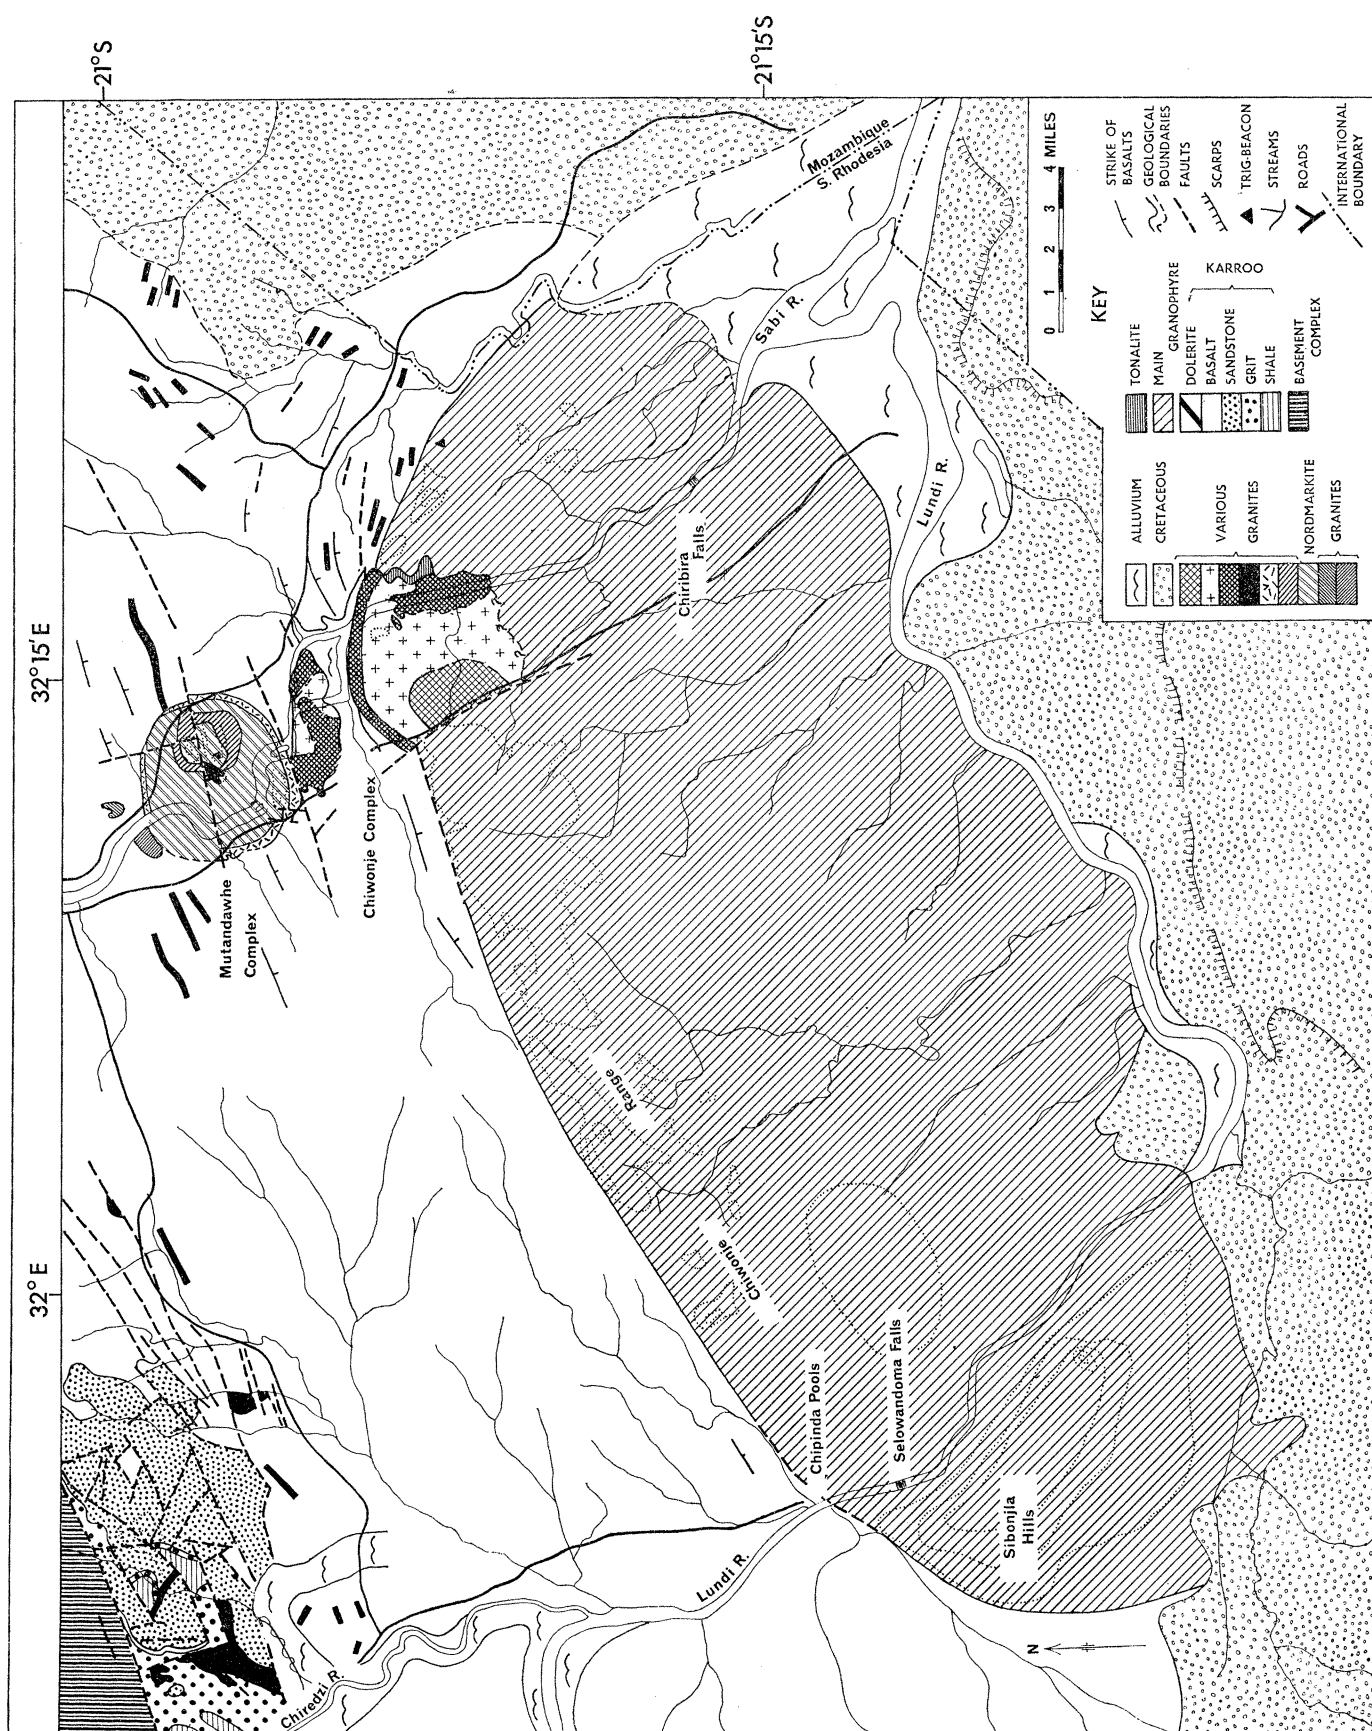 21° S
21° 15′ S
32° 15′ E
32° E
Mozambique
S. Rhodesia
Sabi R.
Lundi R.
Chiribira
Falls
Chiwonje Complex
Mutandawhe
Complex
Range
Chiwonje
Chipinda Pools
Selowandoma Falls
Sibonjla
Hills
Lundi R.
Chiredzi R.
N
0 1 2 3 4 MILES
KEY
ALLUVIUM
CRETACEOUS
VARIOUS
GRANITES
NORDMARKITE
GRANITES
TONALITE
MAIN
GRANOPHYRE
DOLERITE
BASALT
SANDSTONE
GRIT
SHALE
KARROO
BASEMENT
COMPLEX
STRIKE OF
BASALTS
GEOLOGICAL
BOUNDARIES
FAULTS
SCARPS
TRIG-BEACON
STREAMS
ROADS
INTERNATIONAL
BOUNDARY